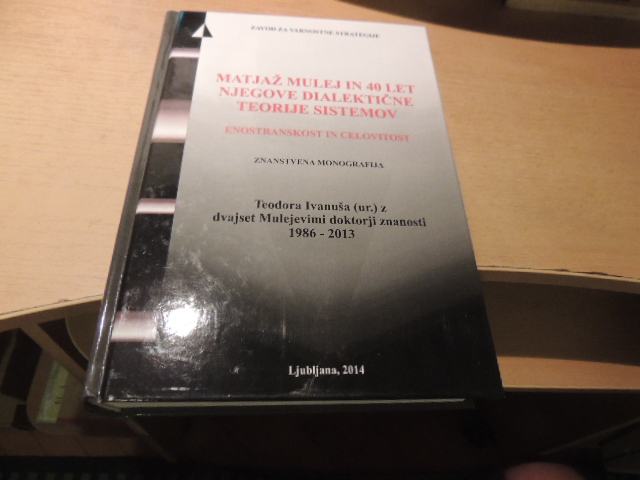 ZAVOD ZA VARNOSTNE STRATEGIJE
MATJAŽ MULEJ IN 40 LET
NJEGOVE DIALEKTIČNE
TEORIJE SISTEMOV
ENOSTRANSKOST IN CELOVITOST
ZNANSTVENA MONOGRAFIJA
Teodora Ivanuša (ur.) z
dvajset Mulejevimi doktorji znanosti
1986 - 2013
Ljubljana, 2014